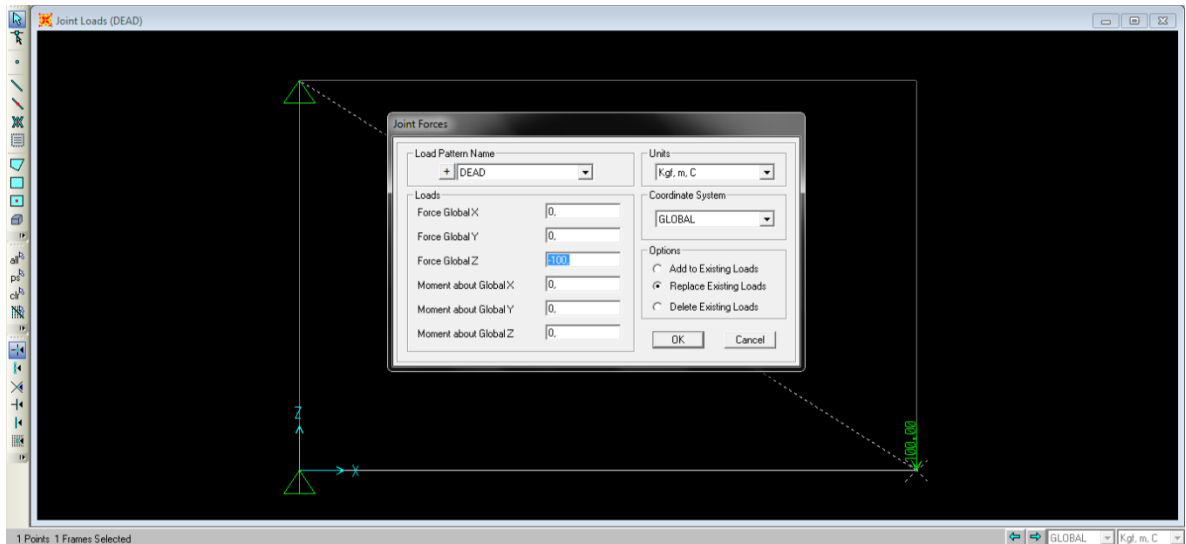 Joint Loads (DEAD)
Joint Forces
Load Pattern Name
+ DEAD
Units
Kgf, m, C
Loads
Force Global X 0,
Force Global Y 0,
Force Global Z -100,
Moment about Global X 0,
Moment about Global Y 0,
Moment about Global Z 0,
Coordinate System
GLOBAL
Options
Add to Existing Loads
Replace Existing Loads
Delete Existing Loads
OK Cancel
all
ps
clr
Z
X
100.00
1 Points 1 Frames Selected
GLOBAL Kgf, m, C